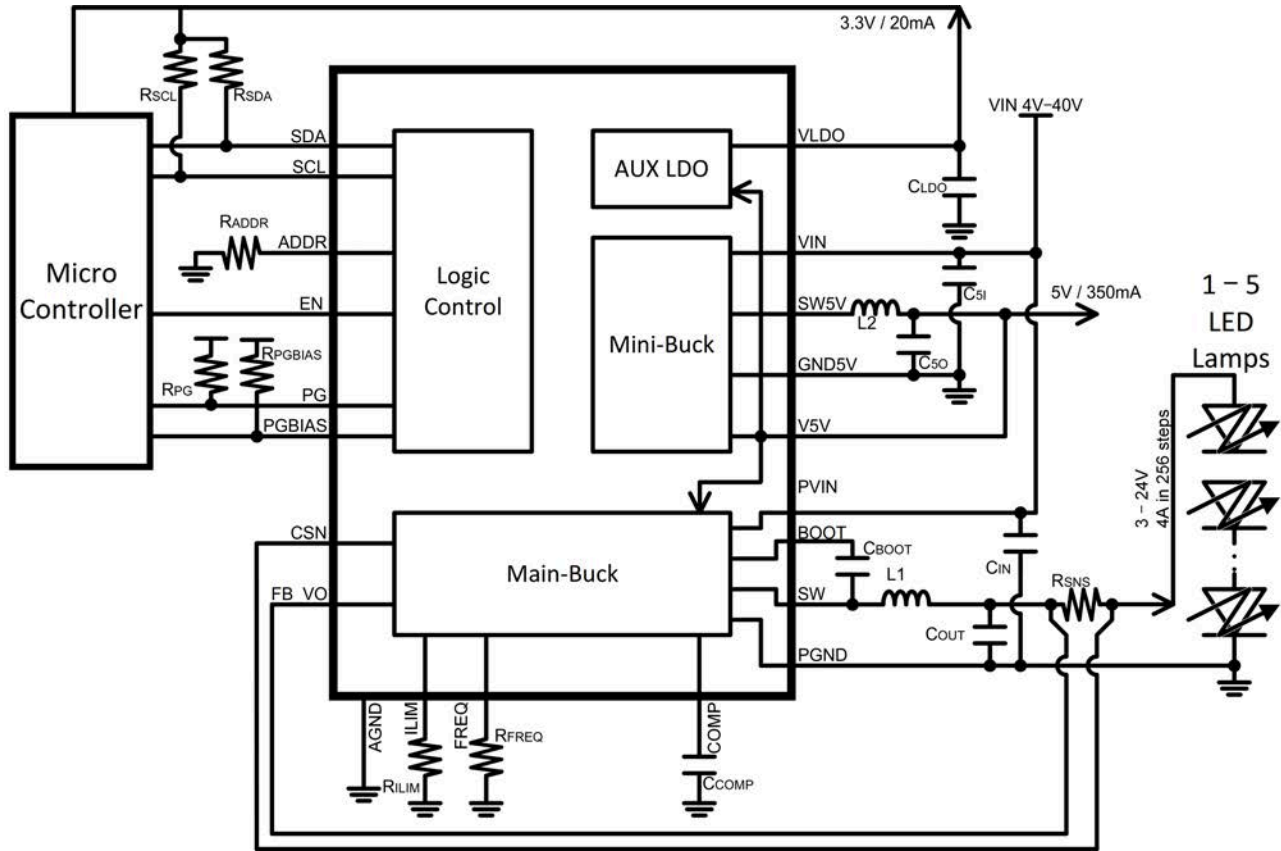 3.3V / 20mA
RSCL
RSDA
VIN 4V–40V
SDA
SCL
VLDO
AUX LDO
CLDO
RADDR
ADDR
VIN
Micro
Controller
Logic
Control
EN
Mini-Buck
SW5V
L2
C5I
5V / 350mA
1 – 5
LED
Lamps
C5O
GND5V
RPG
RPGBIAS
PG
PGBIAS
V5V
3 – 24V
4A in 256 steps
PVIN
CSN
BOOT
CBOOT
Main-Buck
L1
CIN
RSNS
FB VO
SW
COUT
PGND
AGND
ILIM
FREQ
RFREQ
COMP
RILIM
CCOMP